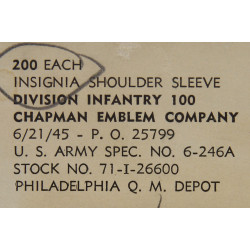 200 EACH
INSIGNIA SHOULDER SLEEVE
DIVISION INFANTRY 100
CHAPMAN EMBLEM COMPANY
6/21/45 - P. O. 25799
U. S. ARMY SPEC. NO. 6-246A
STOCK NO. 71-I-26600
PHILADELPHIA Q. M. DEPOT